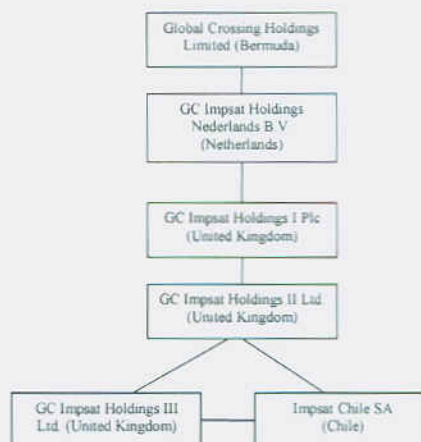 Global Crossing Holdings
Limited (Bermuda)
GC Impsat Holdings
Nederlands B.V
(Netherlands)
GC Impsat Holdings I Plc
(United Kingdom)
GC Impsat Holdings II Ltd
(United Kingdom)
GC Impsat Holdings III
Ltd. (United Kingdom)
Impsat Chile SA
(Chile)